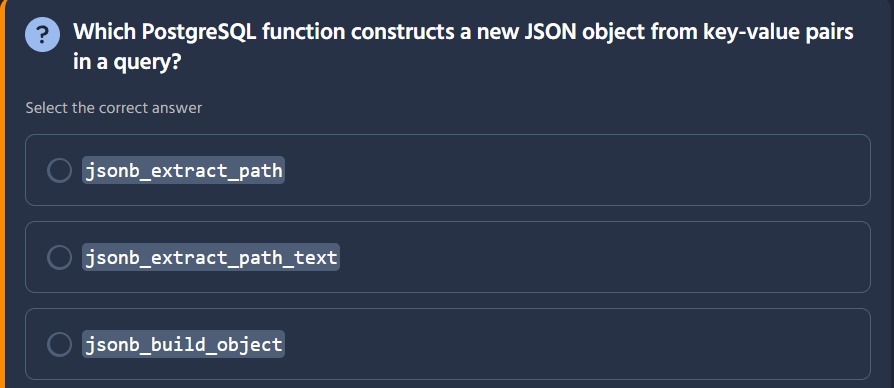 ?
Which PostgreSQL function constructs a new JSON object from key-value pairs
in a query?
Select the correct answer
jsonb_extract_path
jsonb_extract_path_text
jsonb_build_object